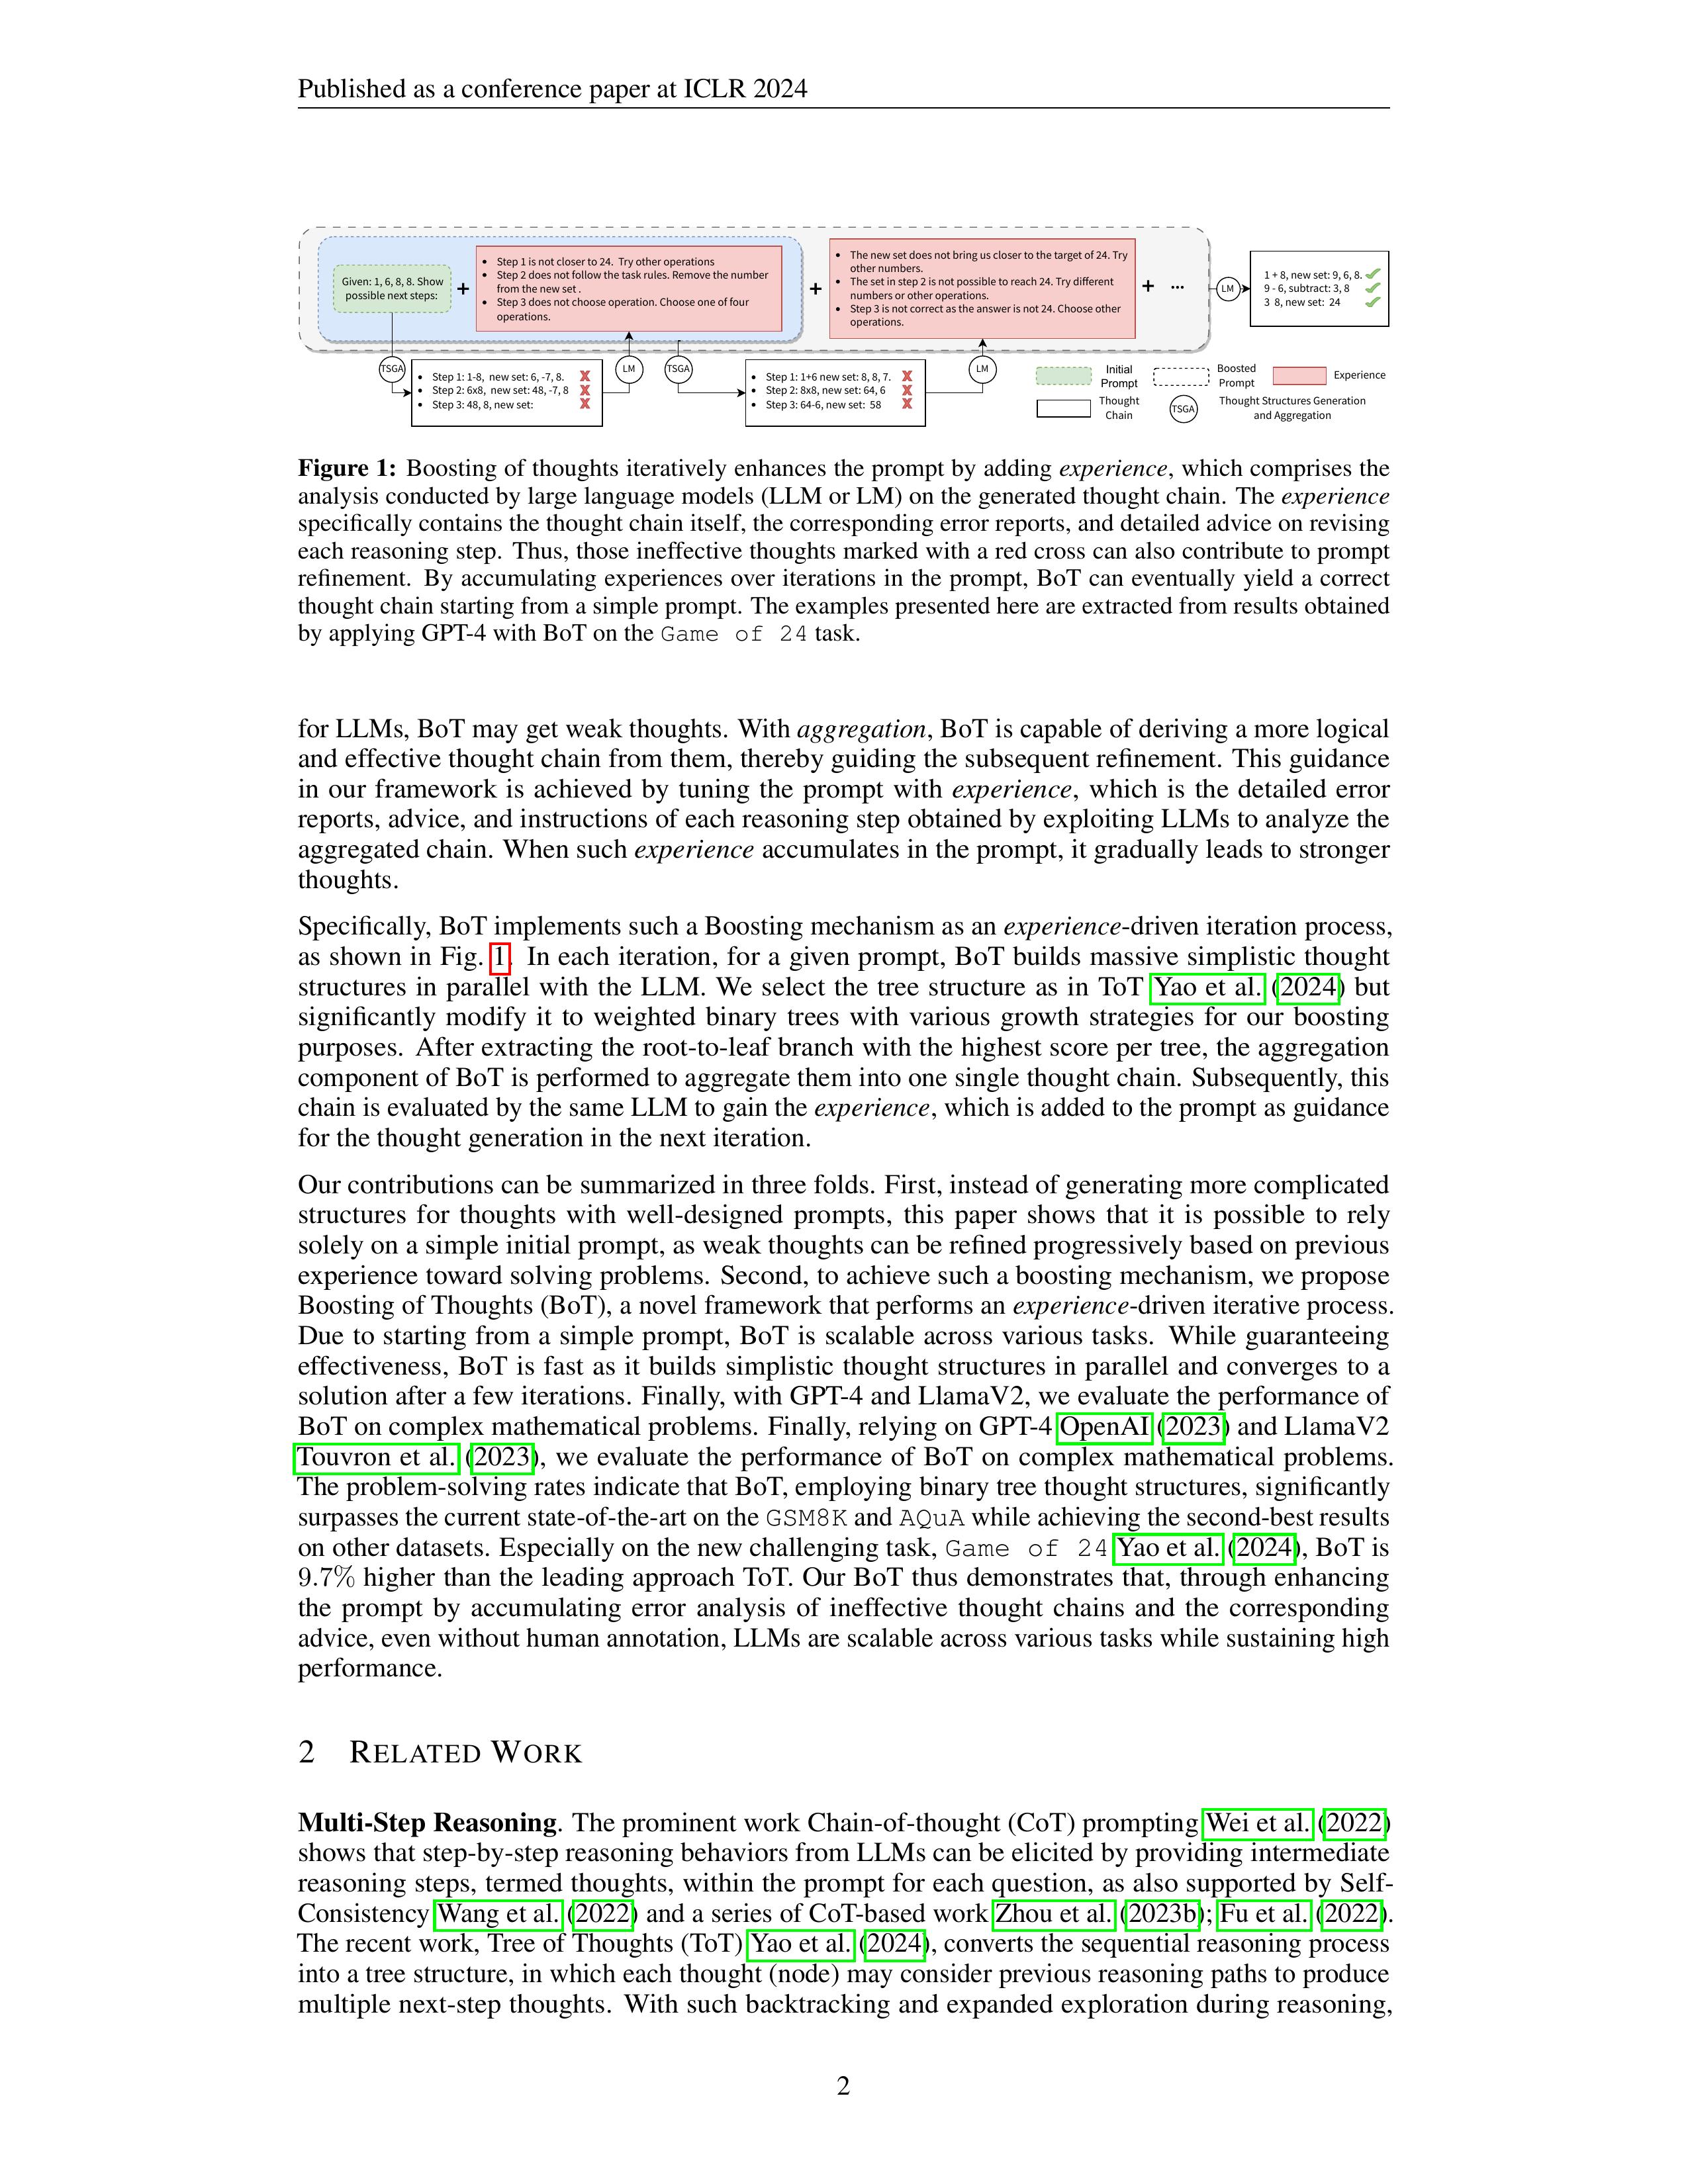 Published as a conference paper at ICLR 2024
Given: 1, 6, 8, 8. Show
possible next steps:
+
• Step 1 is not closer to 24. Try other operations
• Step 2 does not follow the task rules. Remove the number
from the new set .
• Step 3 does not choose operation. Choose one of four
operations.
+
• The new set does not bring us closer to the target of 24. Try
other numbers.
• The set in step 2 is not possible to reach 24. Try different
numbers or other operations.
• Step 3 is not correct as the answer is not 24. Choose other
operations.
+ ...
LM
1 + 8, new set: 9, 6, 8.
9 - 6, subtract: 3, 8
3 8, new set: 24
TSGA
• Step 1: 1-8, new set: 6, -7, 8. X
• Step 2: 6x8, new set: 48, -7, 8 X
• Step 3: 48, 8, new set: X
LM
TSGA
• Step 1: 1+6 new set: 8, 8, 7. X
• Step 2: 8x8, new set: 64, 6 X
• Step 3: 64-6, new set: 58 X
LM
Initial
Prompt
Boosted
Prompt
Experience
Thought
Chain
TSGA
Thought Structures Generation
and Aggregation
Figure 1: Boosting of thoughts iteratively enhances the prompt by adding experience, which comprises the
analysis conducted by large language models (LLM or LM) on the generated thought chain. The experience
specifically contains the thought chain itself, the corresponding error reports, and detailed advice on revising
each reasoning step. Thus, those ineffective thoughts marked with a red cross can also contribute to prompt
refinement. By accumulating experiences over iterations in the prompt, BoT can eventually yield a correct
thought chain starting from a simple prompt. The examples presented here are extracted from results obtained
by applying GPT-4 with BoT on the Game of 24 task.
for LLMs, BoT may get weak thoughts. With aggregation, BoT is capable of deriving a more logical
and effective thought chain from them, thereby guiding the subsequent refinement. This guidance
in our framework is achieved by tuning the prompt with experience, which is the detailed error
reports, advice, and instructions of each reasoning step obtained by exploiting LLMs to analyze the
aggregated chain. When such experience accumulates in the prompt, it gradually leads to stronger
thoughts.
Specifically, BoT implements such a Boosting mechanism as an experience-driven iteration process,
as shown in Fig. 1. In each iteration, for a given prompt, BoT builds massive simplistic thought
structures in parallel with the LLM. We select the tree structure as in ToT Yao et al. (2024) but
significantly modify it to weighted binary trees with various growth strategies for our boosting
purposes. After extracting the root-to-leaf branch with the highest score per tree, the aggregation
component of BoT is performed to aggregate them into one single thought chain. Subsequently, this
chain is evaluated by the same LLM to gain the experience, which is added to the prompt as guidance
for the thought generation in the next iteration.
Our contributions can be summarized in three folds. First, instead of generating more complicated
structures for thoughts with well-designed prompts, this paper shows that it is possible to rely
solely on a simple initial prompt, as weak thoughts can be refined progressively based on previous
experience toward solving problems. Second, to achieve such a boosting mechanism, we propose
Boosting of Thoughts (BoT), a novel framework that performs an experience-driven iterative process.
Due to starting from a simple prompt, BoT is scalable across various tasks. While guaranteeing
effectiveness, BoT is fast as it builds simplistic thought structures in parallel and converges to a
solution after a few iterations. Finally, with GPT-4 and LlamaV2, we evaluate the performance of
BoT on complex mathematical problems. Finally, relying on GPT-4 OpenAI (2023) and LlamaV2
Touvron et al. (2023), we evaluate the performance of BoT on complex mathematical problems.
The problem-solving rates indicate that BoT, employing binary tree thought structures, significantly
surpasses the current state-of-the-art on the GSM8K and AQuA while achieving the second-best results
on other datasets. Especially on the new challenging task, Game of 24 Yao et al. (2024), BoT is
9.7% higher than the leading approach ToT. Our BoT thus demonstrates that, through enhancing
the prompt by accumulating error analysis of ineffective thought chains and the corresponding
advice, even without human annotation, LLMs are scalable across various tasks while sustaining high
performance.
2 RELATED WORK
Multi-Step Reasoning. The prominent work Chain-of-thought (CoT) prompting Wei et al. (2022)
shows that step-by-step reasoning behaviors from LLMs can be elicited by providing intermediate
reasoning steps, termed thoughts, within the prompt for each question, as also supported by Self-
Consistency Wang et al. (2022) and a series of CoT-based work Zhou et al. (2023b); Fu et al. (2022).
The recent work, Tree of Thoughts (ToT) Yao et al. (2024), converts the sequential reasoning process
into a tree structure, in which each thought (node) may consider previous reasoning paths to produce
multiple next-step thoughts. With such backtracking and expanded exploration during reasoning,
2